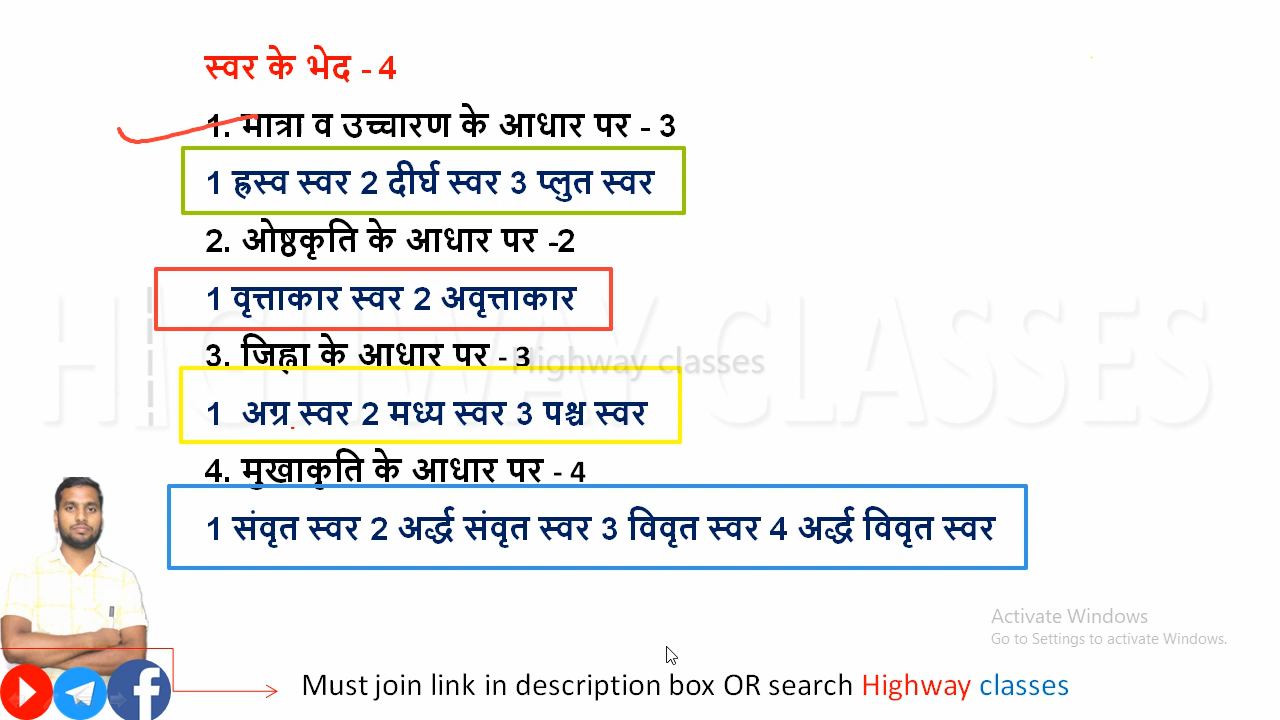 स्वर के भेद - 4
1. मात्रा व उच्चारण के आधार पर - 3
1 ह्रस्व स्वर 2 दीर्घ स्वर 3 प्लुत स्वर
2. ओष्ठकृति के आधार पर -2
1 वृत्ताकार स्वर 2 अवृत्ताकार
3. जिह्वा के आधार पर - 3
Highway classes
HIGHWAY CLASSES
1 अग्र स्वर 2 मध्य स्वर 3 पश्च स्वर
4. मुखाकृति के आधार पर - 4
1 संवृत स्वर 2 अर्द्ध संवृत स्वर 3 विवृत स्वर 4 अर्द्ध विवृत स्वर
Activate Windows
Go to Settings to activate Windows.
Must join link in description box OR search Highway classes